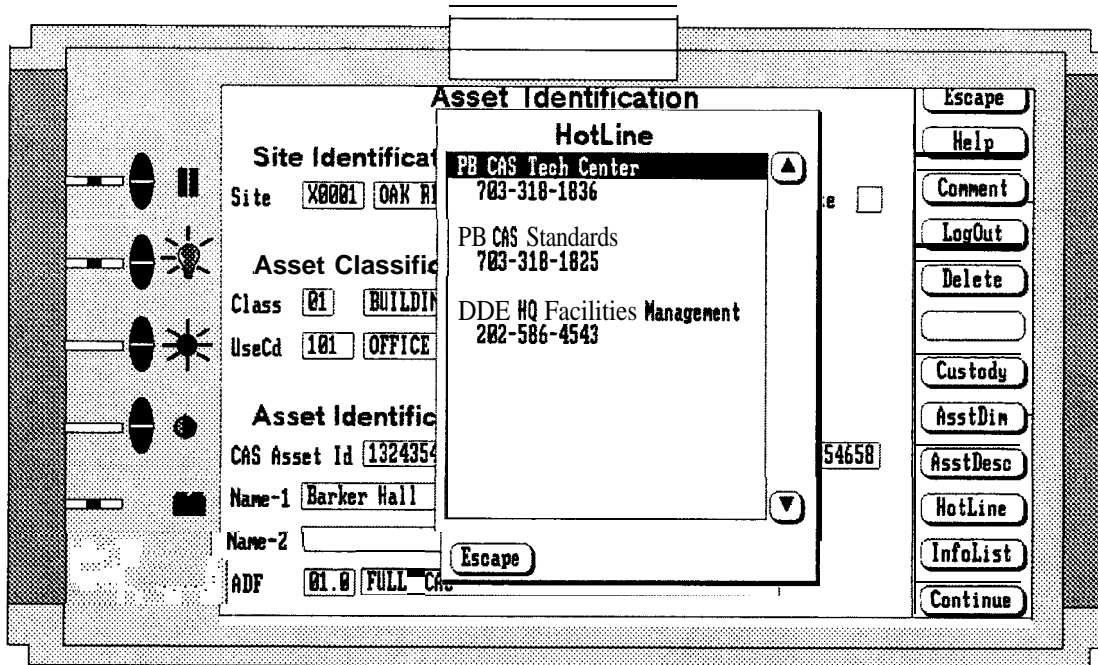 Asset Identification
HotLine
PB CAS Tech Center
703-318-1836
PB CAS Standards
703-318-1825
DDE HQ Facilities Management
202-586-4543
Escape
Site Identificat
Site X0001 OAK RI e
Asset Classific
Class 01 BUILDIN
UseCd 101 OFFICE
Asset Identific
CAS Asset Id 1324354 54658
Name-1 Barker Hall
Name-2
ADF 01.0 FULL CAS
Escape
Help
Comment
LogOut
Delete
Custody
AsstDim
AsstDesc
HotLine
InfoList
Continue